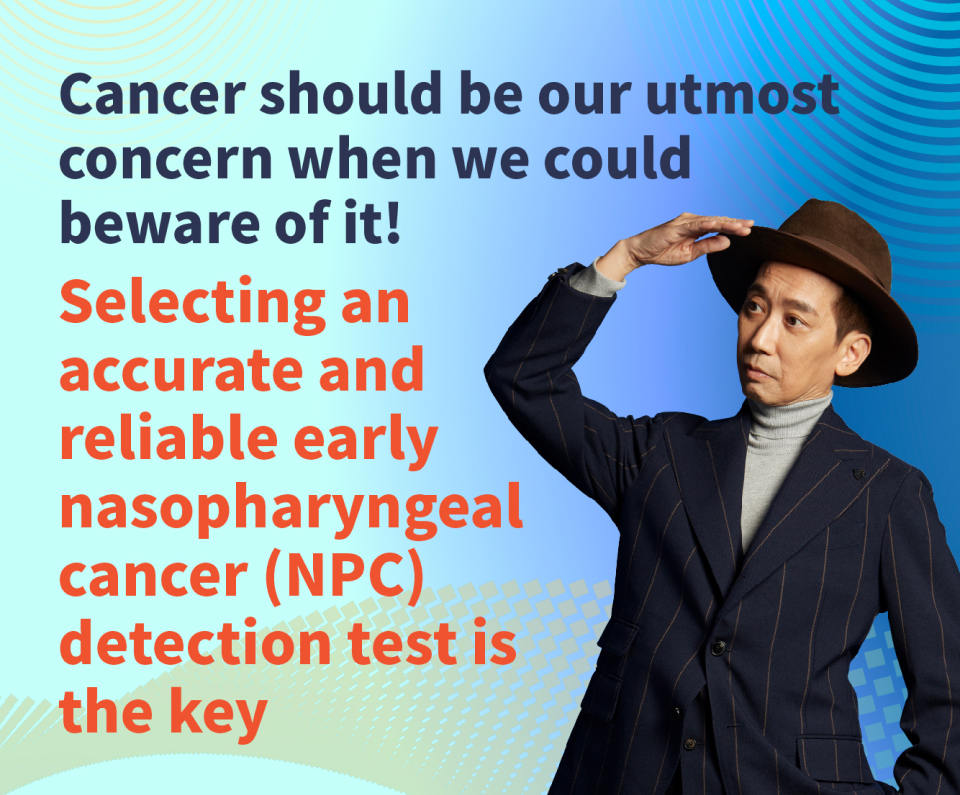 Cancer should be our utmost
concern when we could
beware of it!
Selecting an
accurate and
reliable early
nasopharyngeal
cancer (NPC)
detection test is
the key